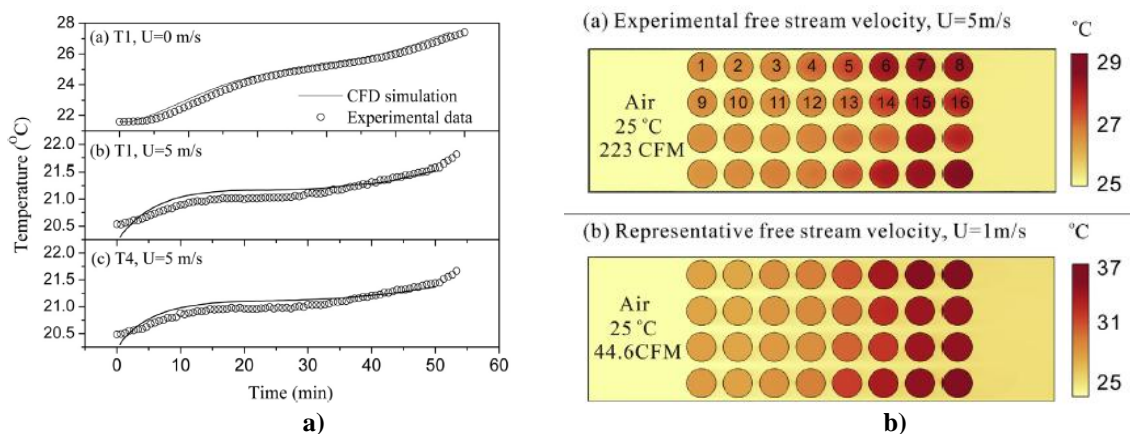 (a) T1, U=0 m/s
28
26
24
22
CFD simulation
Experimental data
(b) T1, U=5 m/s
22.0
21.5
21.0
20.5
(c) T4, U=5 m/s
22.0
21.5
21.0
20.5
Temperature (°C)
0 10 20 30 40 50 60
Time (min)
a)
(a) Experimental free stream velocity, U=5m/s
°C
1 2 3 4 5 6 7 8
9 10 11 12 13 14 15 16
Air
25 °C
223 CFM
29
27
25
(b) Representative free stream velocity, U=1m/s
°C
Air
25 °C
44.6CFM
37
31
25
b)